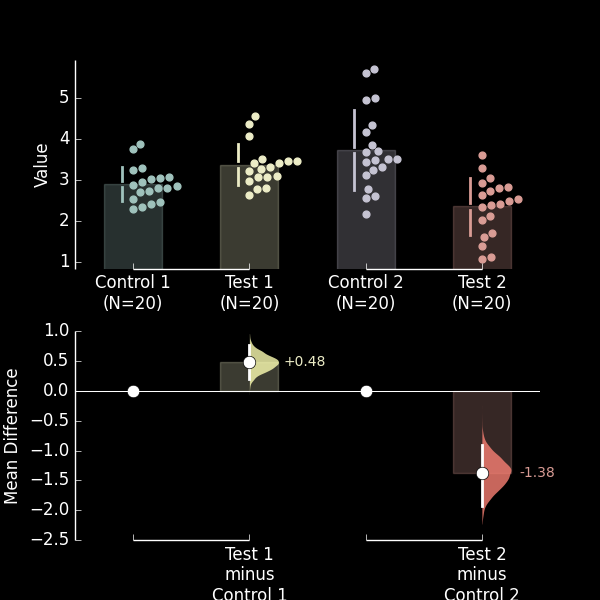 Value
5
4
3
2
1
Control 1
(N=20)
Test 1
(N=20)
Control 2
(N=20)
Test 2
(N=20)
Mean Difference
1.0
0.5
0.0
−0.5
−1.0
−1.5
−2.0
−2.5
+0.48
-1.38
Test 1
minus
Control 1
Test 2
minus
Control 2